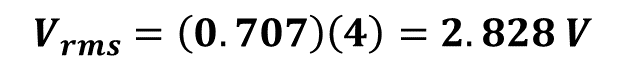 V_rms = (0.707)(4) = 2.828 V